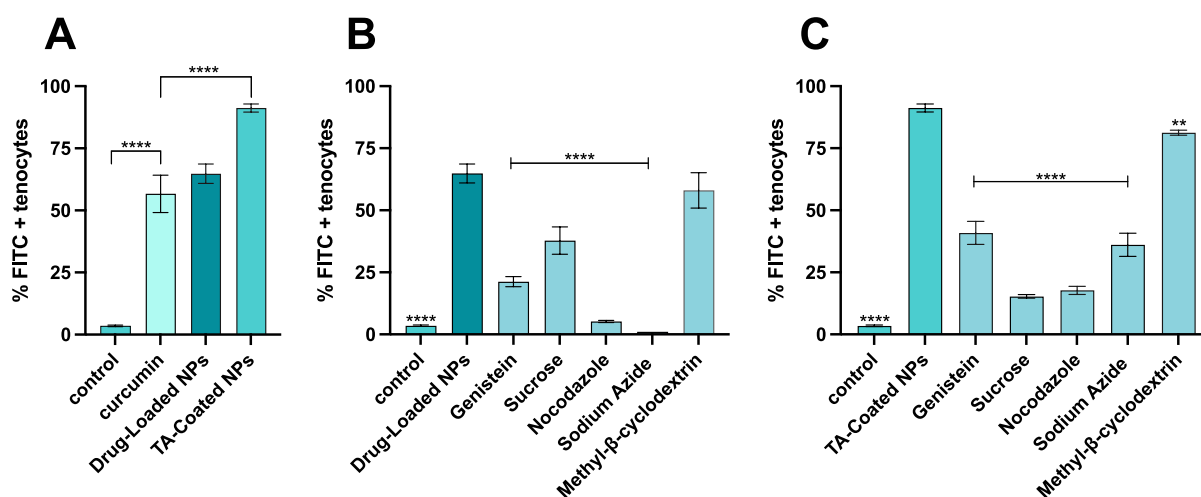 A
% FITC + tenocytes
100
75
50
25
0
****
****
control
curcumin
Drug-Loaded NPs
TA-Coated NPs
B
% FITC + tenocytes
100
75
50
25
0
****
****
control
Drug-Loaded NPs
Genistein
Sucrose
Nocodazole
Sodium Azide
Methyl-β-cyclodextrin
C
% FITC + tenocytes
100
75
50
25
0
****
****
**
control
TA-Coated NPs
Genistein
Sucrose
Nocodazole
Sodium Azide
Methyl-β-cyclodextrin